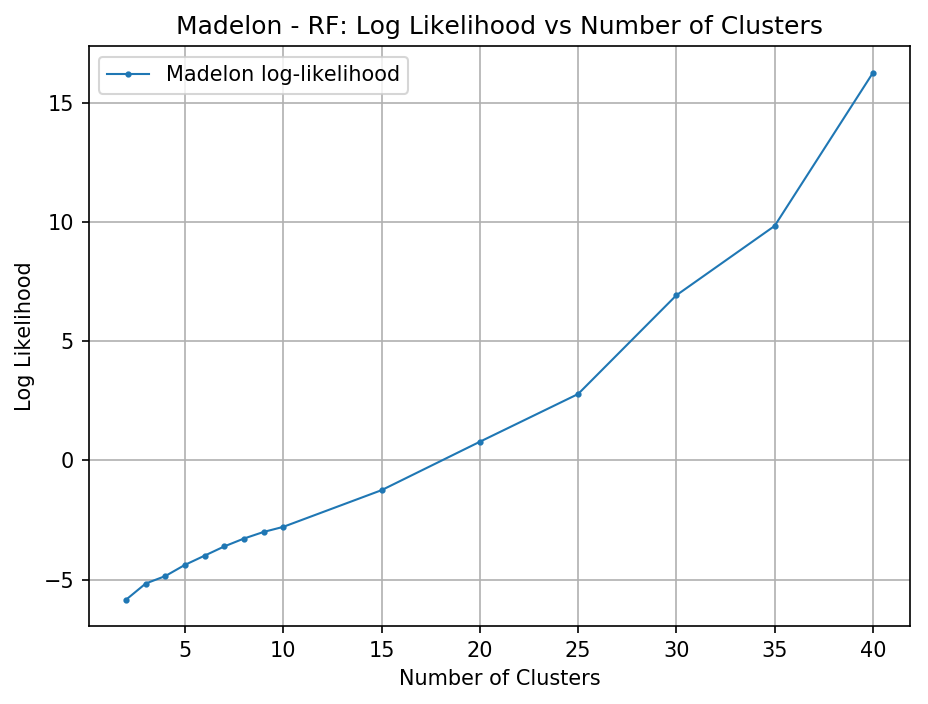 Madelon - RF: Log Likelihood vs Number of Clusters
Madelon log-likelihood
Log Likelihood
15
10
5
0
−5
5 10 15 20 25 30 35 40
Number of Clusters